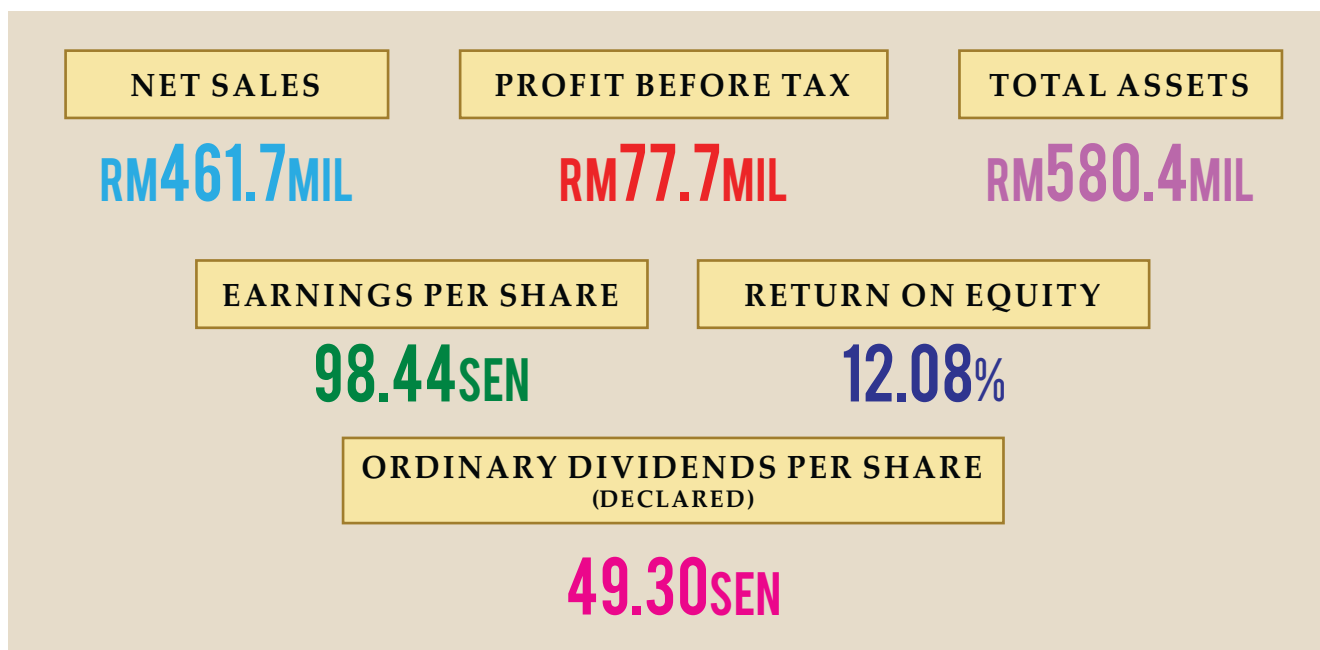 NET SALES
RM461.7MIL
PROFIT BEFORE TAX
RM77.7MIL
TOTAL ASSETS
RM580.4MIL
EARNINGS PER SHARE
98.44SEN
RETURN ON EQUITY
12.08%
ORDINARY DIVIDENDS PER SHARE
(DECLARED)
49.30SEN